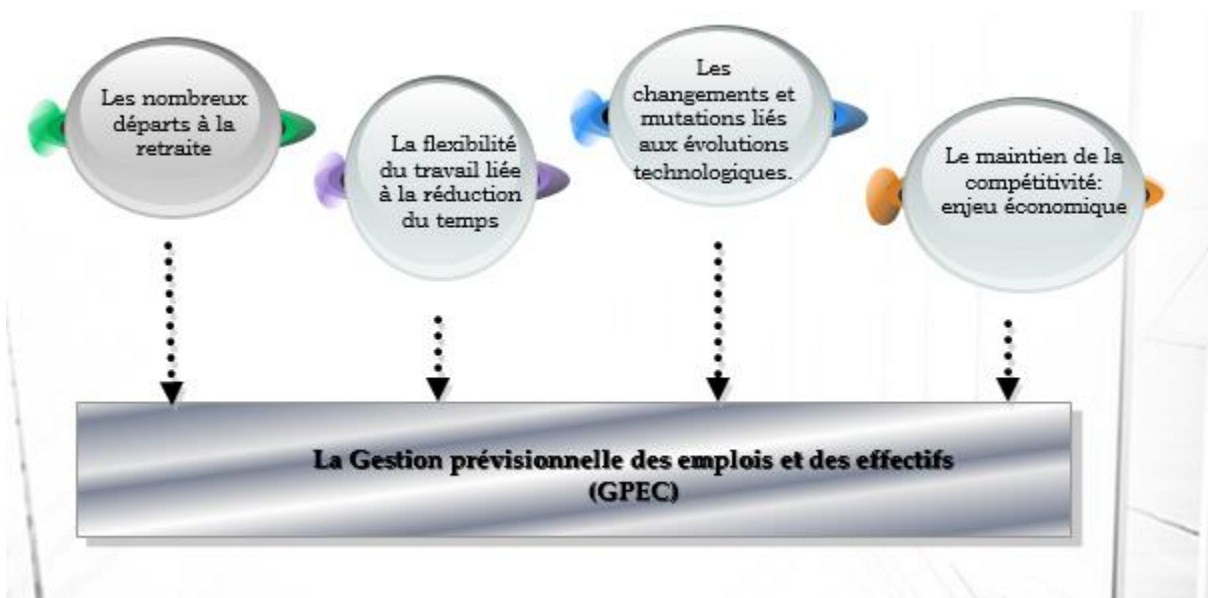 Les nombreux
départs à la
retraite
La flexibilité
du travail liée
à la réduction
du temps
Les
changements et
mutations liés
aux évolutions
technologiques.
Le maintien de la
compétitivité:
enjeu économique
La Gestion prévisionnelle des emplois et des effectifs
(GPEC)